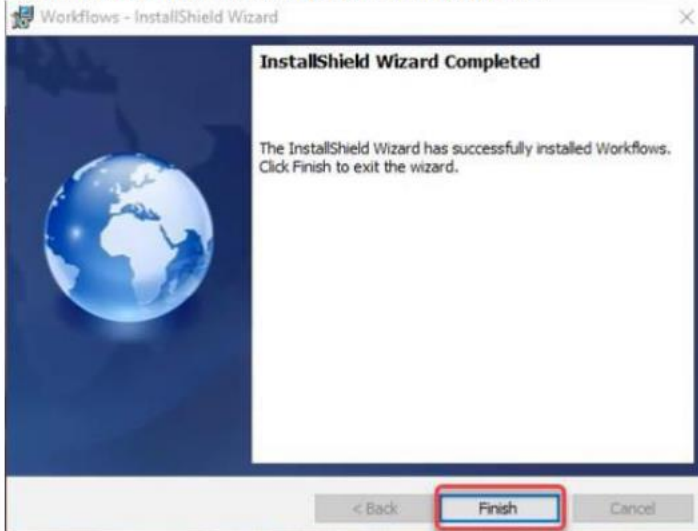 Workflows - InstallShield Wizard
InstallShield Wizard Completed
The InstallShield Wizard has successfully installed Workflows.
Click Finish to exit the wizard.
< Back
Finish
Cancel